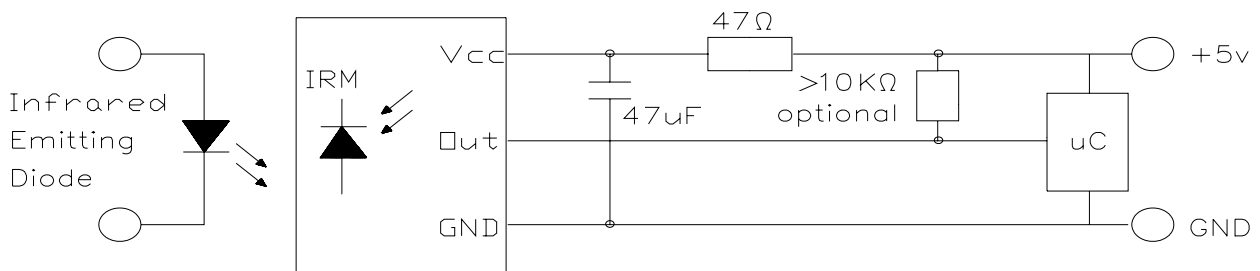 Infrared
Emitting
Diode
IRM
Vcc
Out
GND
47uF
47Ω
>10KΩ
optional
uC
+5v
GND